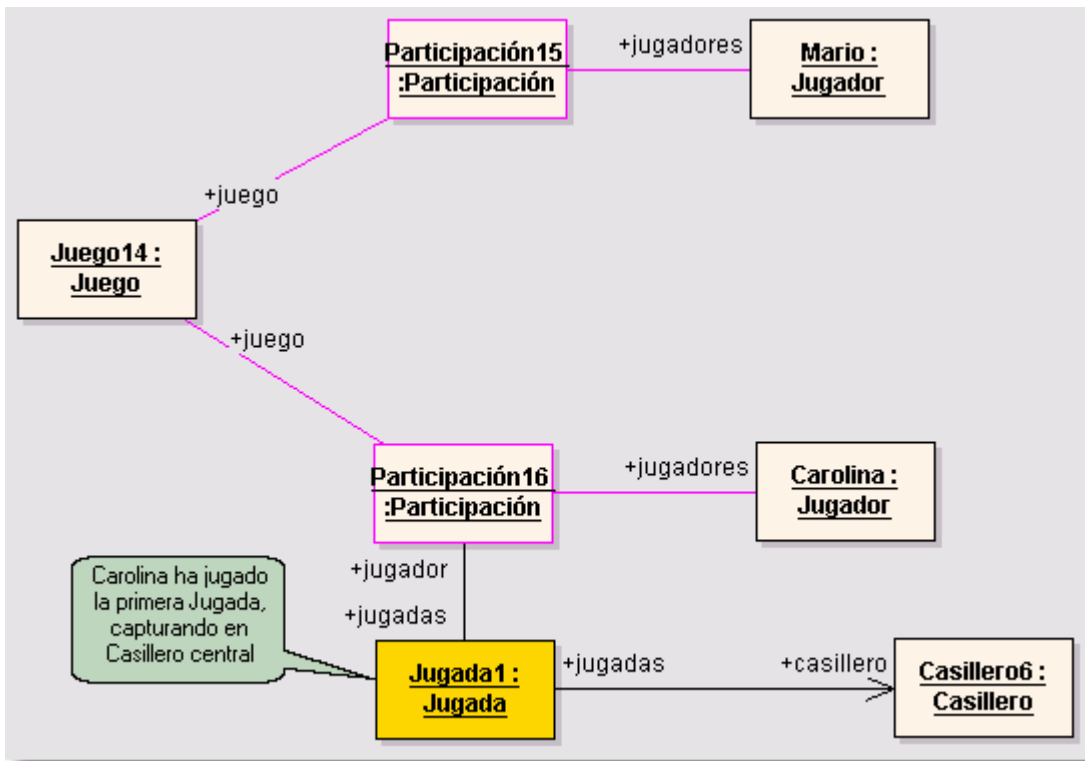 Participación15
:Participación
+jugadores
Mario :
Jugador
+juego
Juego14 :
Juego
+juego
Participación16
:Participación
+jugadores
Carolina :
Jugador
Carolina ha jugado
la primera Jugada,
capturando en
Casillero central
+jugador
+jugadas
Jugada1 :
Jugada
+jugadas
+casillero
Casillero6 :
Casillero